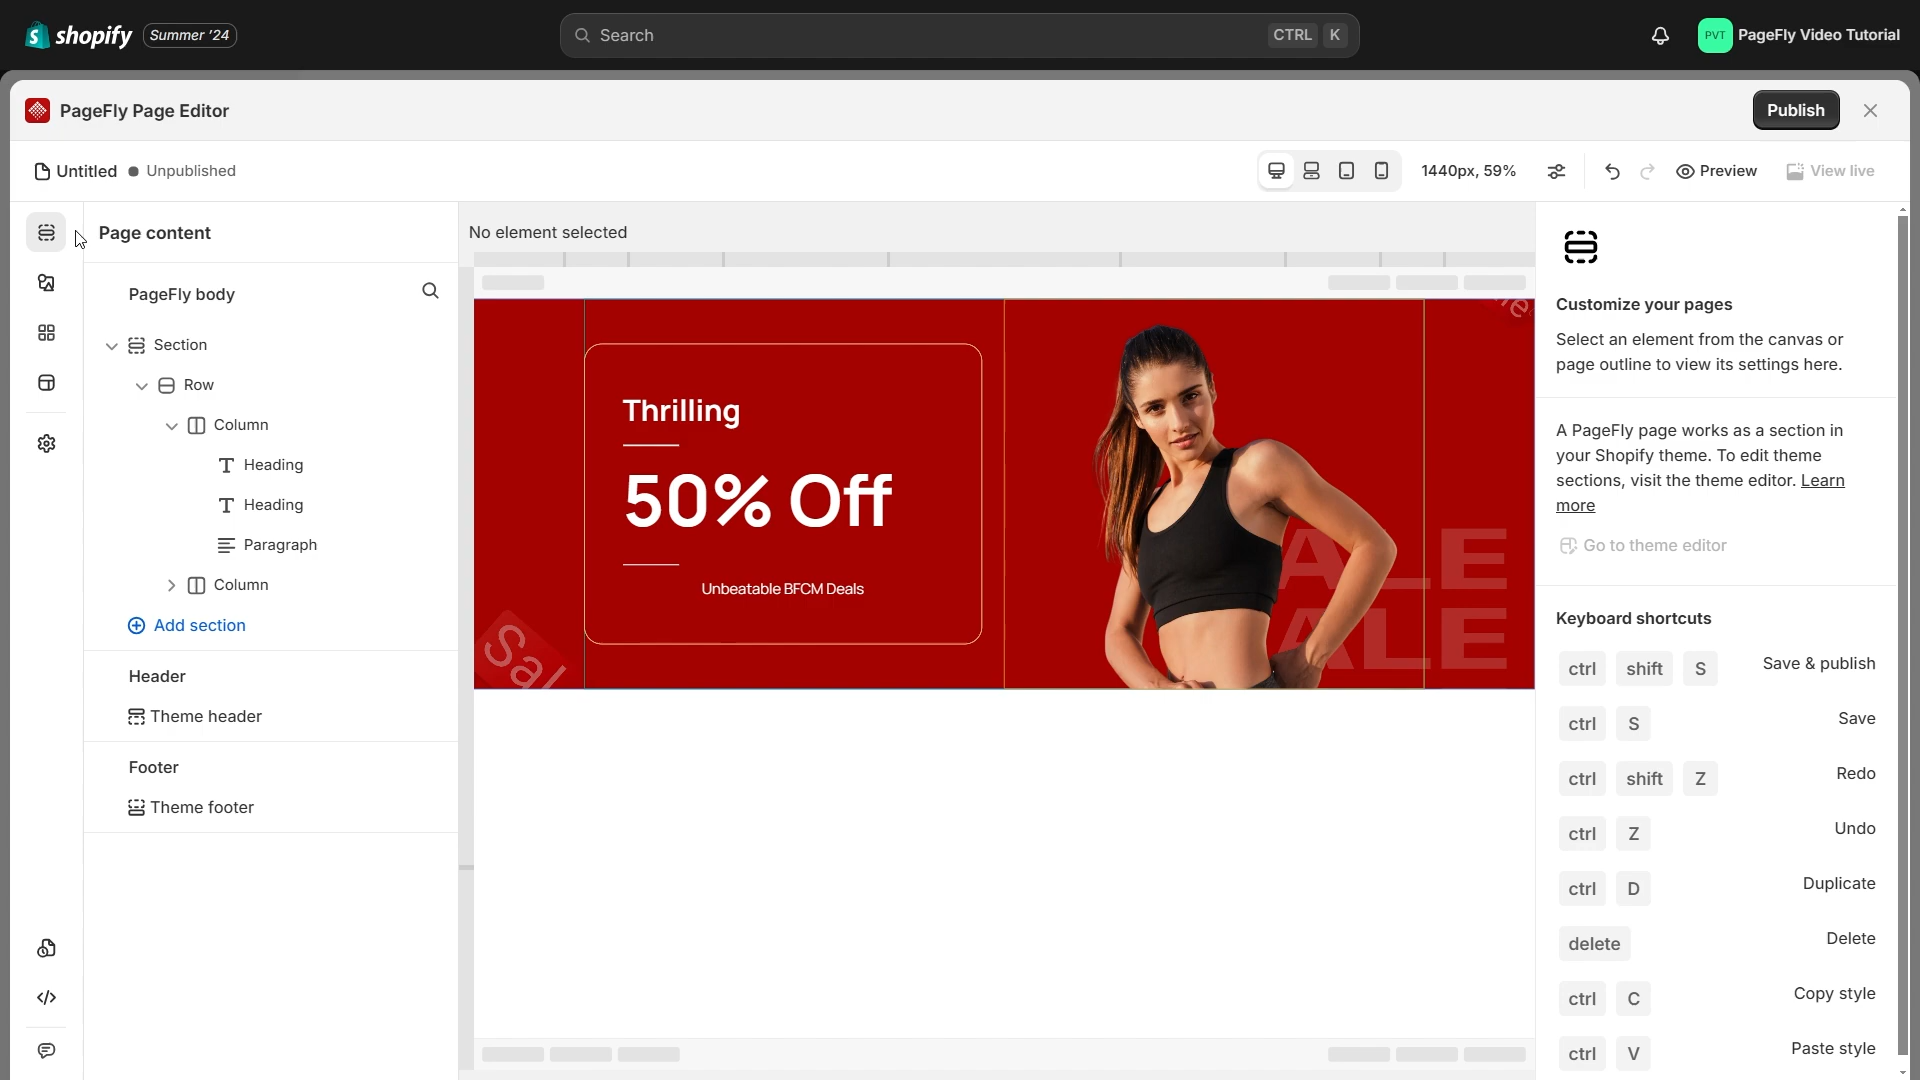 shopify Summer '24
Search CTRL K
PVT PageFly Video Tutorial
PageFly Page Editor
Publish
Untitled Unpublished
1440px, 59%
Preview
View live
Page content
PageFly body
Section
Row
Column
Heading
Heading
Paragraph
Column
Add section
Header
Theme header
Footer
Theme footer
No element selected
Thrilling
50% Off
Unbeatable BFCM Deals
Sal
ALE
ALE
Customize your pages
Select an element from the canvas or
page outline to view its settings here.
A PageFly page works as a section in
your Shopify theme. To edit theme
sections, visit the theme editor. Learn
more
Go to theme editor
Keyboard shortcuts
ctrl shift S Save & publish
ctrl S Save
ctrl shift Z Redo
ctrl Z Undo
ctrl D Duplicate
delete Delete
ctrl C Copy style
ctrl V Paste style